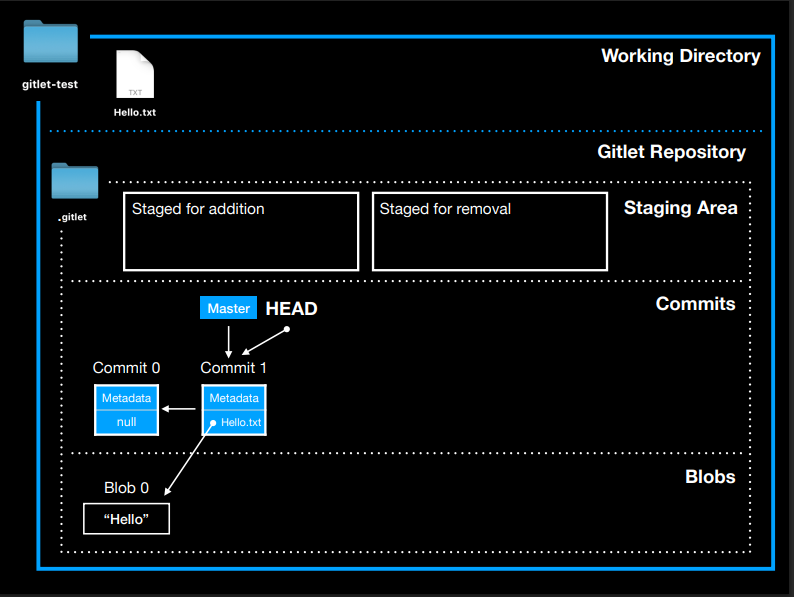 gitlet-test
Working Directory
TXT
Hello.txt
Gitlet Repository
.gitlet
Staged for addition
Staged for removal
Staging Area
Master
HEAD
Commits
Commit 0
Commit 1
Metadata
null
Metadata
Hello.txt
Blobs
Blob 0
“Hello”